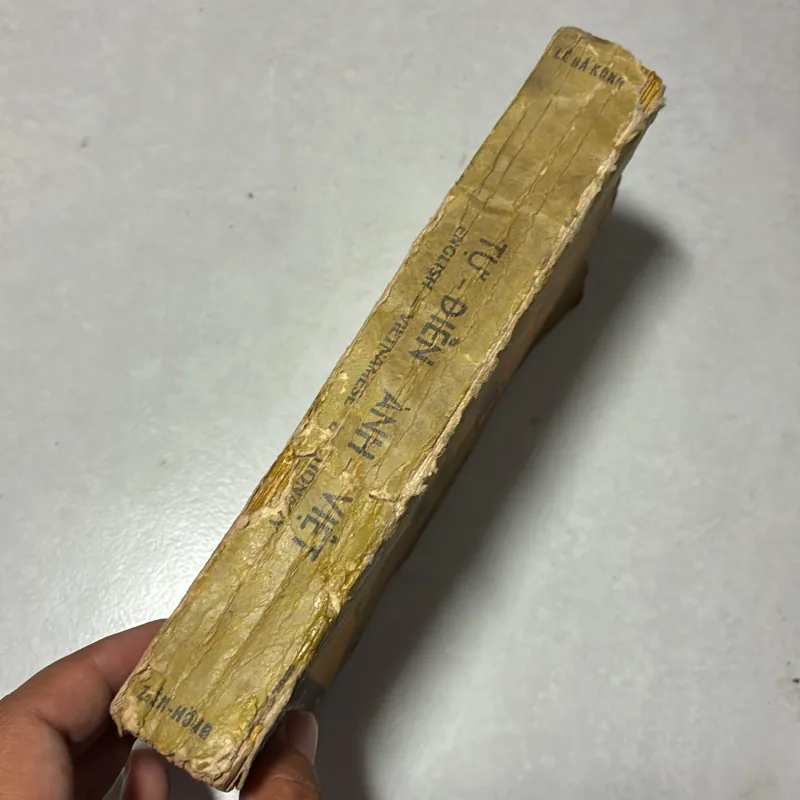 LÊ BÁ KÔNG
TỰ - ĐIỂN ANH - VIỆT
ENGLISH - VIETNAMESE